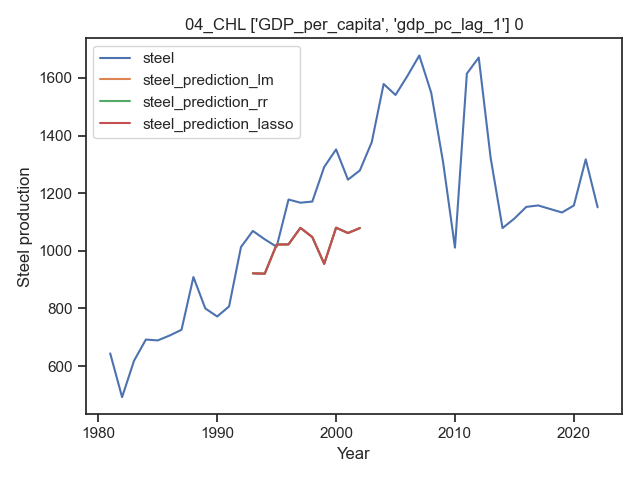 04_CHL ['GDP_per_capita', 'gdp_pc_lag_1'] 0
steel
steel_prediction_lm
steel_prediction_rr
steel_prediction_lasso
Steel production
1600
1400
1200
1000
800
600
1980
1990
2000
2010
2020
Year